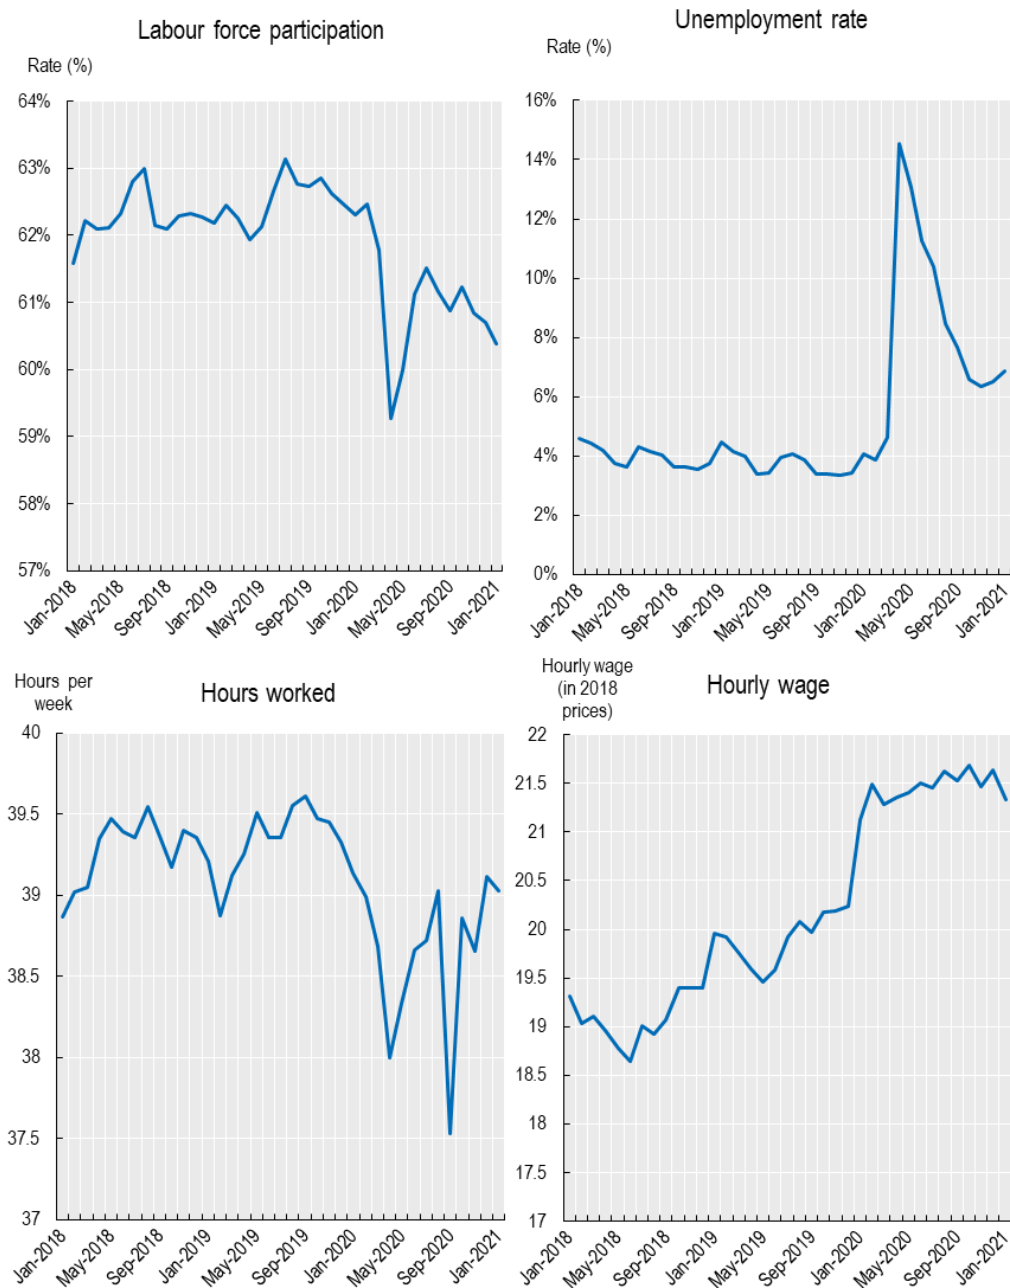 Labour force participation
Rate (%)
64%
63%
62%
61%
60%
59%
58%
57%
Jan-2018
May-2018
Sep-2018
Jan-2019
May-2019
Sep-2019
Jan-2020
May-2020
Sep-2020
Jan-2021
Unemployment rate
Rate (%)
16%
14%
12%
10%
8%
6%
4%
2%
0%
Jan-2018
May-2018
Sep-2018
Jan-2019
May-2019
Sep-2019
Jan-2020
May-2020
Sep-2020
Jan-2021
Hours per
week
Hours worked
40
39.5
39
38.5
38
37.5
37
Jan-2018
May-2018
Sep-2018
Jan-2019
May-2019
Sep-2019
Jan-2020
May-2020
Sep-2020
Jan-2021
Hourly wage
(in 2018
prices)
Hourly wage
22
21.5
21
20.5
20
19.5
19
18.5
18
17.5
17
Jan-2018
May-2018
Sep-2018
Jan-2019
May-2019
Sep-2019
Jan-2020
May-2020
Sep-2020
Jan-2021